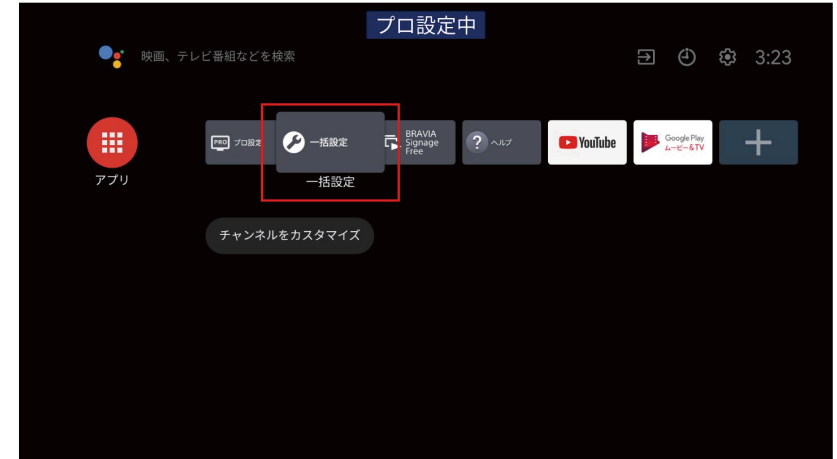 プロ設定中
映画、テレビ番組などを検索
3:23
PRO プロ設定
一括設定
BRAVIA
Signage
Free
ヘルプ
YouTube
Google Play
ムービー&TV
アプリ
一括設定
チャンネルをカスタマイズ